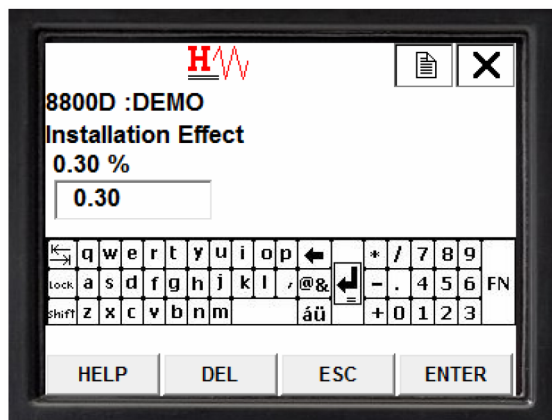 H
8800D :DEMO
Installation Effect
0.30 %
0.30
q w e r t y u i o p * / 7 8 9
Lock a s d f g h j k l , @& - . 4 5 6 FN
Shift z x c v b n m áü = + 0 1 2 3
HELP DEL ESC ENTER